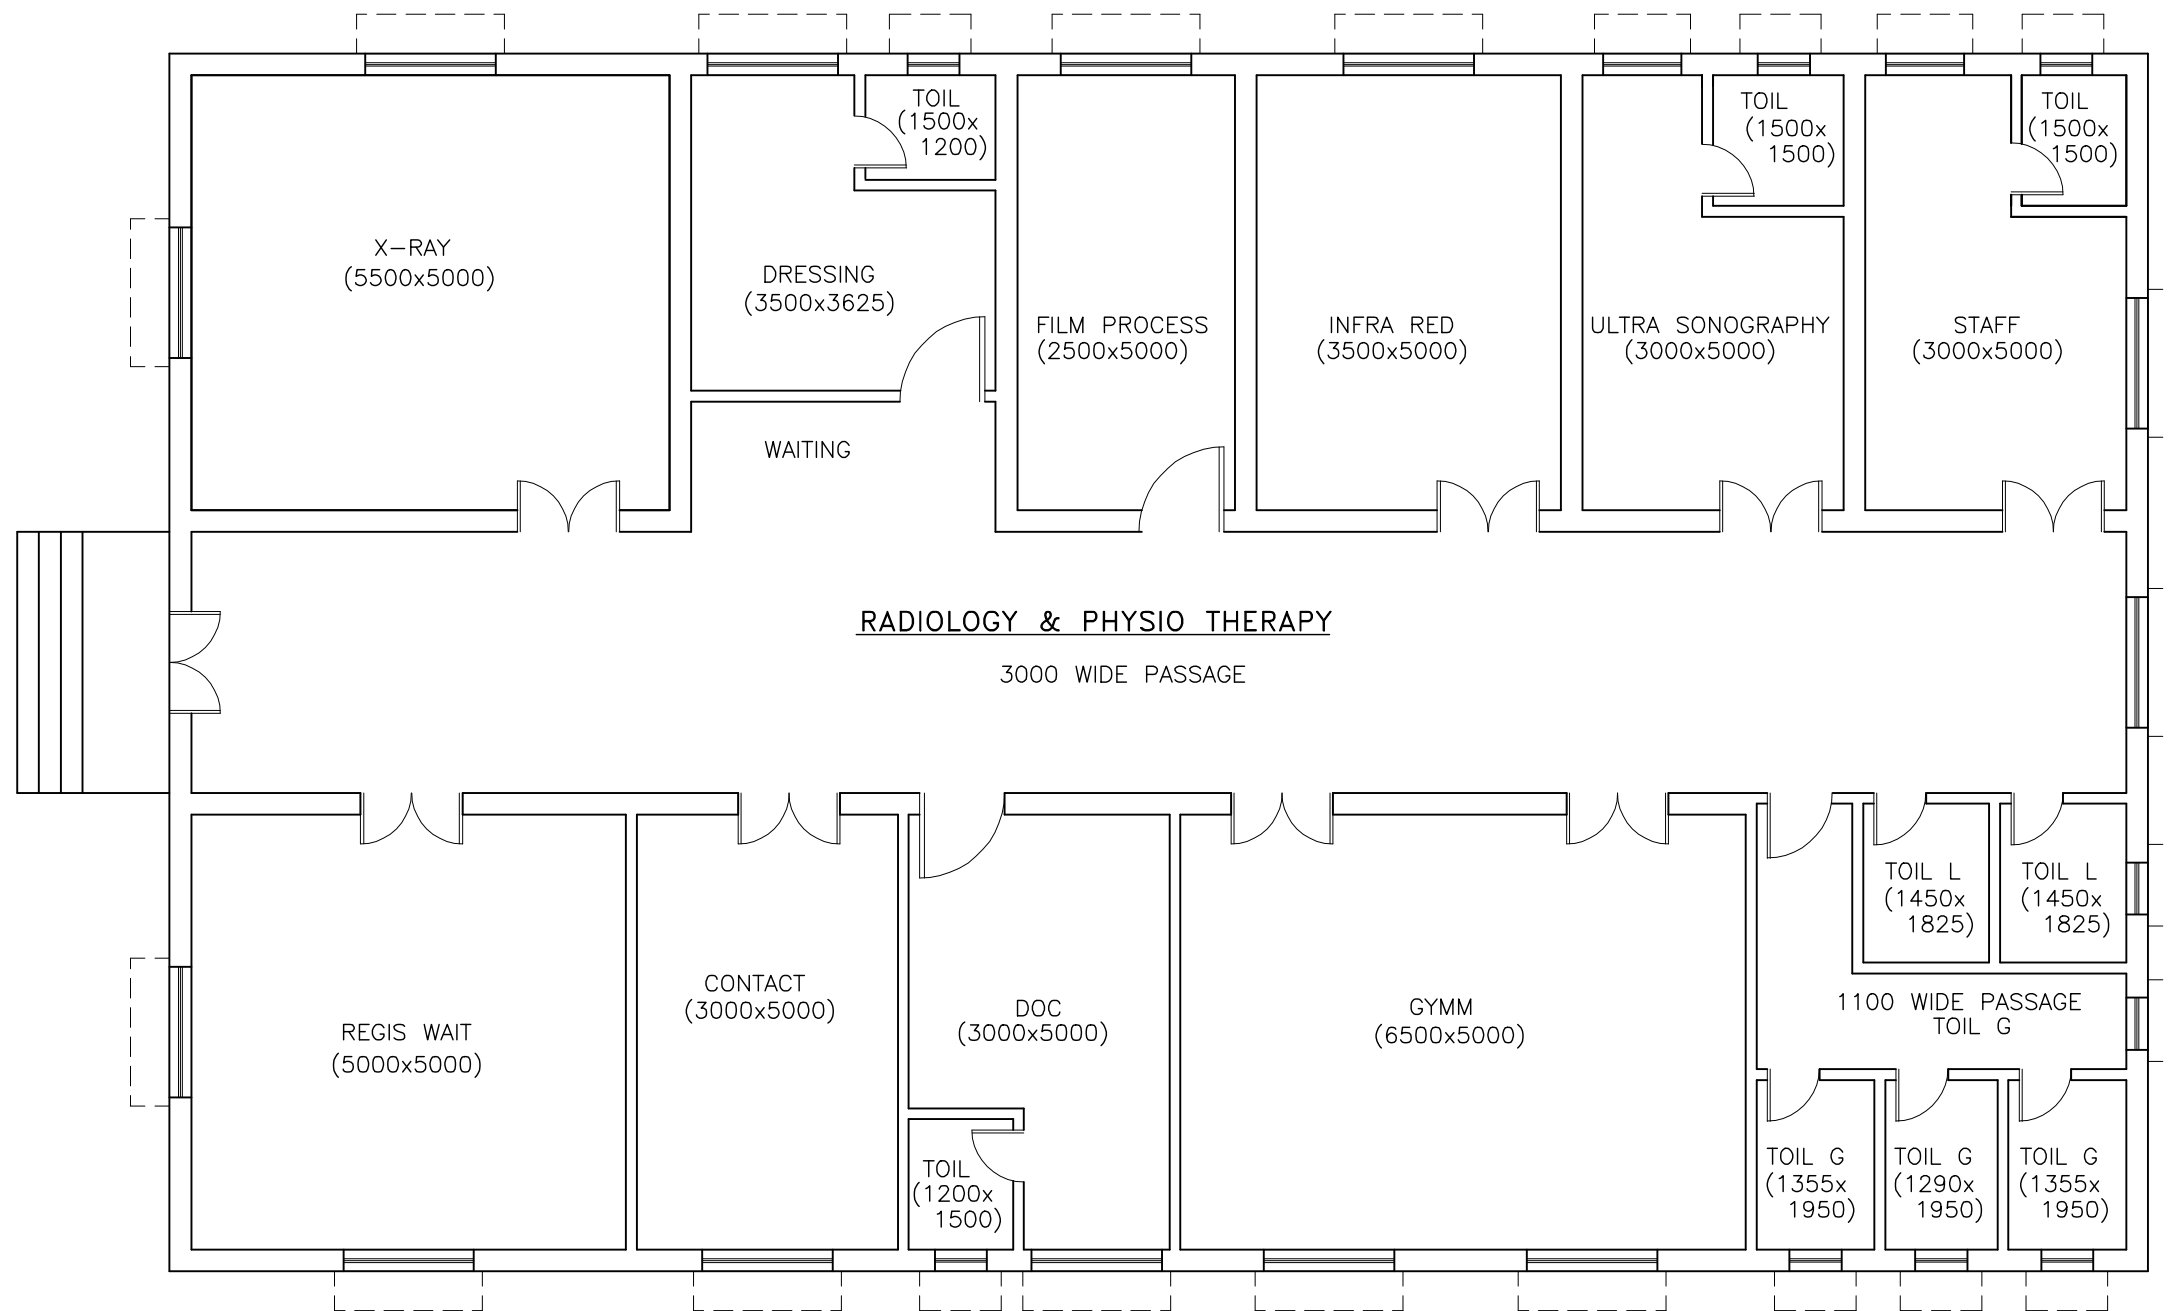 TOIL
(1500x
1200)
TOIL
(1500x
1500)
TOIL
(1500x
1500)
X-RAY
(5500x5000)
DRESSING
(3500x3625)
FILM PROCESS
(2500x5000)
INFRA RED
(3500x5000)
ULTRA SONOGRAPHY
(3000x5000)
STAFF
(3000x5000)
WAITING
RADIOLOGY & PHYSIO THERAPY
3000 WIDE PASSAGE
TOIL L
(1450x
1825)
TOIL L
(1450x
1825)
REGIS WAIT
(5000x5000)
CONTACT
(3000x5000)
DOC
(3000x5000)
GYMM
(6500x5000)
1100 WIDE PASSAGE
TOIL G
TOIL
(1200x
1500)
TOIL G
(1355x
1950)
TOIL G
(1290x
1950)
TOIL G
(1355x
1950)